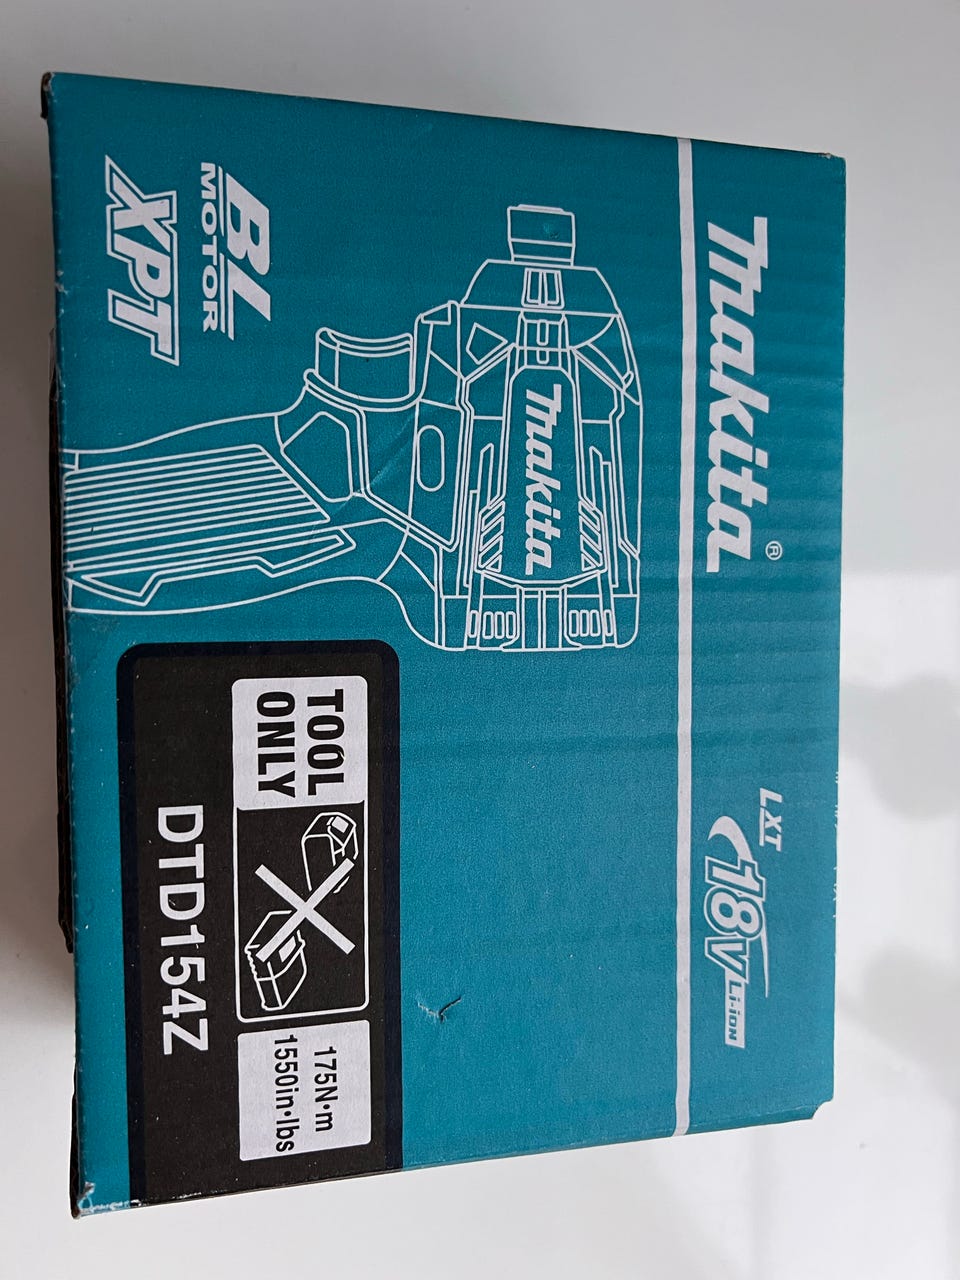 Makita®
LXT
18V Li-ion
Makita
BL
MOTOR
XPT
TOOL
ONLY
175N·m
1550in·lbs
DTD154Z